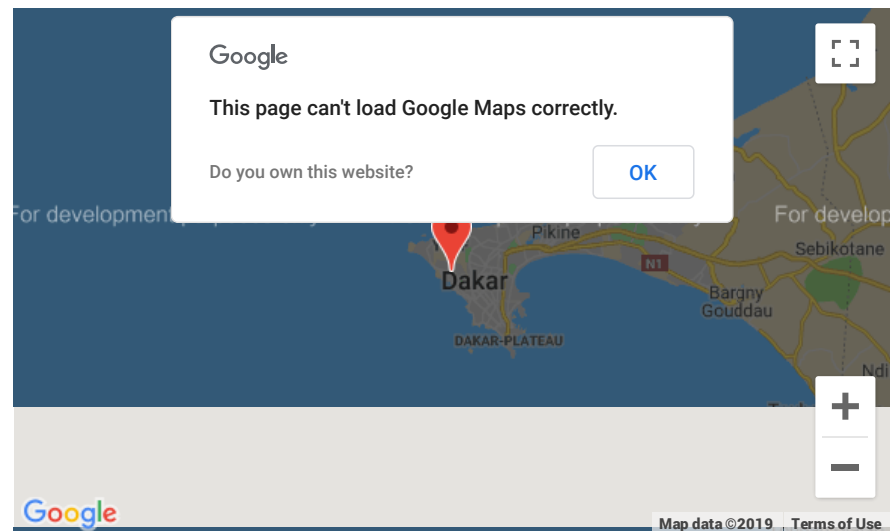 Google
This page can't load Google Maps correctly.
Do you own this website?
OK
For development
For develop
Pikine
Sebikotane
N1
Dakar
Bargny
Gouddau
DAKAR-PLATEAU
Ndi
Google
Map data ©2019
Terms of Use